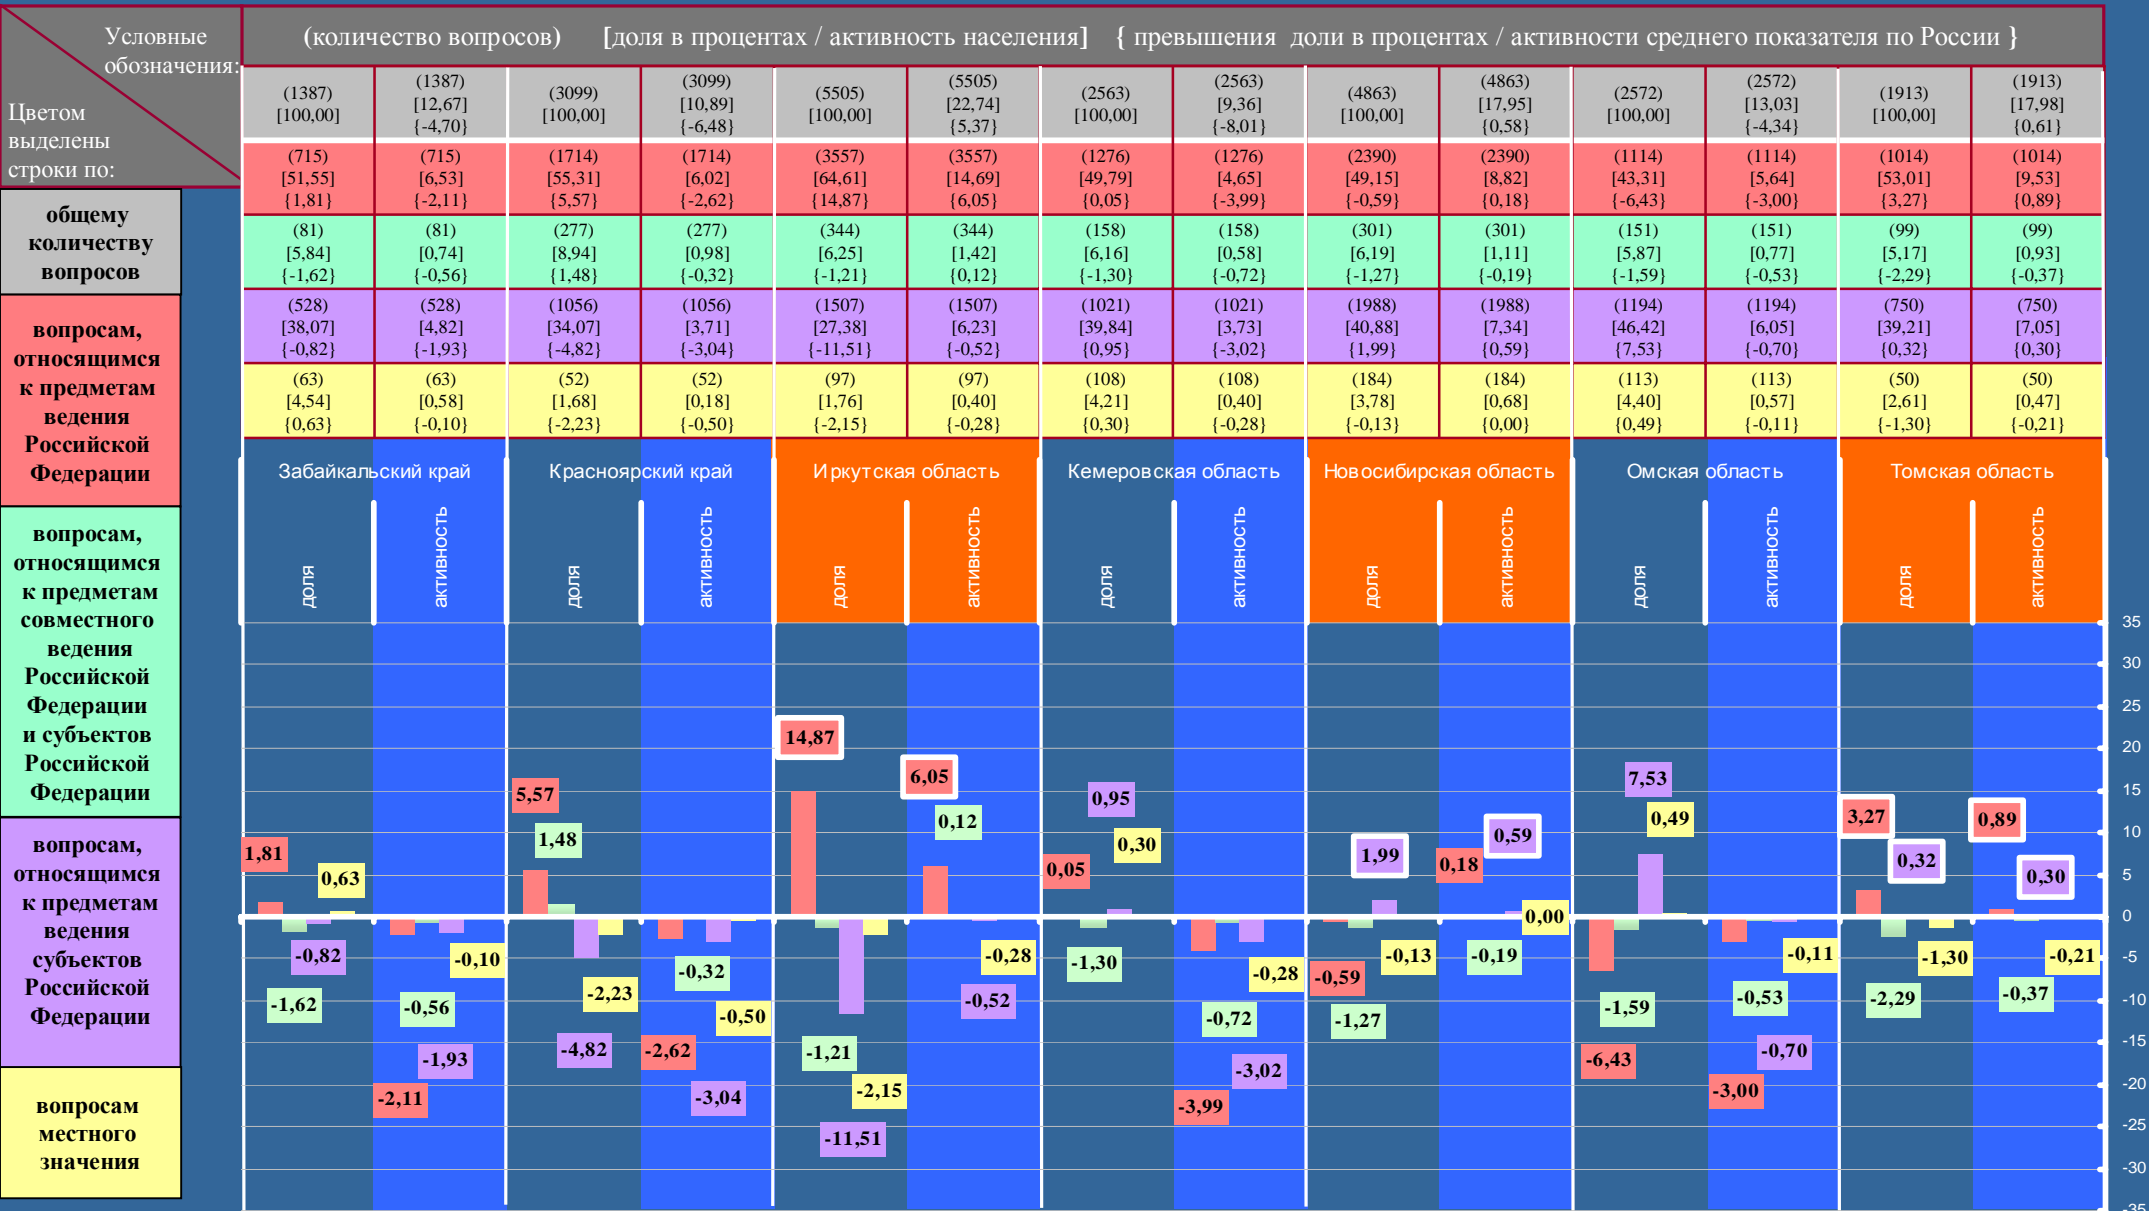 Условные
обозначения:
Цветом
выделены
строки по:
(количество вопросов) [доля в процентах / активность населения] { превышения доли в процентах / активности среднего показателя по России }
(1387) (1387) (3099) (3099) (5505) (5505) (2563) (2563) (4863) (4863) (2572) (2572) (1913) (1913)
[100,00] [12,67] [100,00] [10,89] [100,00] [22,74] [100,00] [9,36] [100,00] [17,95] [100,00] [13,03] [100,00] [17,98]
{-4,70} {-6,48} {5,37} {-8,01} {0,58} {-4,34} {0,61}
(715) (715) (1714) (1714) (3557) (3557) (1276) (1276) (2390) (2390) (1114) (1114) (1014) (1014)
[51,55] [6,53] [55,31] [6,02] [64,61] [14,69] [49,79] [4,65] [49,15] [8,82] [43,31] [5,64] [53,01] [9,53]
{1,81} {-2,11} {5,57} {-2,62} {14,87} {6,05} {0,05} {-3,99} {-0,59} {0,18} {-6,43} {-3,00} {3,27} {0,89}
(81) (81) (277) (277) (344) (344) (158) (158) (301) (301) (151) (151) (99) (99)
[5,84] [0,74] [8,94] [0,98] [6,25] [1,42] [6,16] [0,58] [6,19] [1,11] [5,87] [0,77] [5,17] [0,93]
{-1,62} {-0,56} {1,48} {-0,32} {-1,21} {0,12} {-1,30} {-0,72} {-1,27} {-0,19} {-1,59} {-0,53} {-2,29} {-0,37}
(528) (528) (1056) (1056) (1507) (1507) (1021) (1021) (1988) (1988) (1194) (1194) (750) (750)
[38,07] [4,82] [34,07] [3,71] [27,38] [6,23] [39,84] [3,73] [40,88] [7,34] [46,42] [6,05] [39,21] [7,05]
{-0,82} {-1,93} {-4,82} {-3,04} {-11,51} {-0,52} {0,95} {-3,02} {1,99} {0,59} {7,53} {-0,70} {0,32} {0,30}
(63) (63) (52) (52) (97) (97) (108) (108) (184) (184) (113) (113) (50) (50)
[4,54] [0,58] [1,68] [0,18] [1,76] [0,40] [4,21] [0,40] [3,78] [0,68] [4,40] [0,57] [2,61] [0,47]
{0,63} {-0,10} {-2,23} {-0,50} {-2,15} {-0,28} {0,30} {-0,28} {-0,13} {0,00} {0,49} {-0,11} {-1,30} {-0,21}
общему
количеству
вопросов
вопросам,
относящимся
к предметам
ведения
Российской
Федерации
вопросам,
относящимся
к предметам
совместного
ведения
Российской
Федерации
и субъектов
Российской
Федерации
вопросам,
относящимся
к предметам
ведения
субъектов
Российской
Федерации
вопросам
местного
значения
Забайкальский край Красноярский край Иркутская область Кемеровская область Новосибирская область Омская область Томская область
доля активность доля активность доля активность доля активность доля активность доля активность доля активность
1,81
-1,62
-0,82
0,63
-2,11
-0,56
-1,93
-0,10
5,57
1,48
-4,82
-2,23
-2,62
-0,32
-3,04
-0,50
14,87
-1,21
-11,51
-2,15
6,05
0,12
-0,52
-0,28
0,05
-1,30
0,95
0,30
-3,99
-0,72
-3,02
-0,28
-0,59
-1,27
1,99
-0,13
0,18
-0,19
0,59
0,00
-6,43
-1,59
7,53
0,49
-3,00
-0,53
-0,70
-0,11
3,27
-2,29
0,32
-1,30
0,89
-0,37
0,30
-0,21
35
30
25
20
15
10
5
0
-5
-10
-15
-20
-25
-30
-35